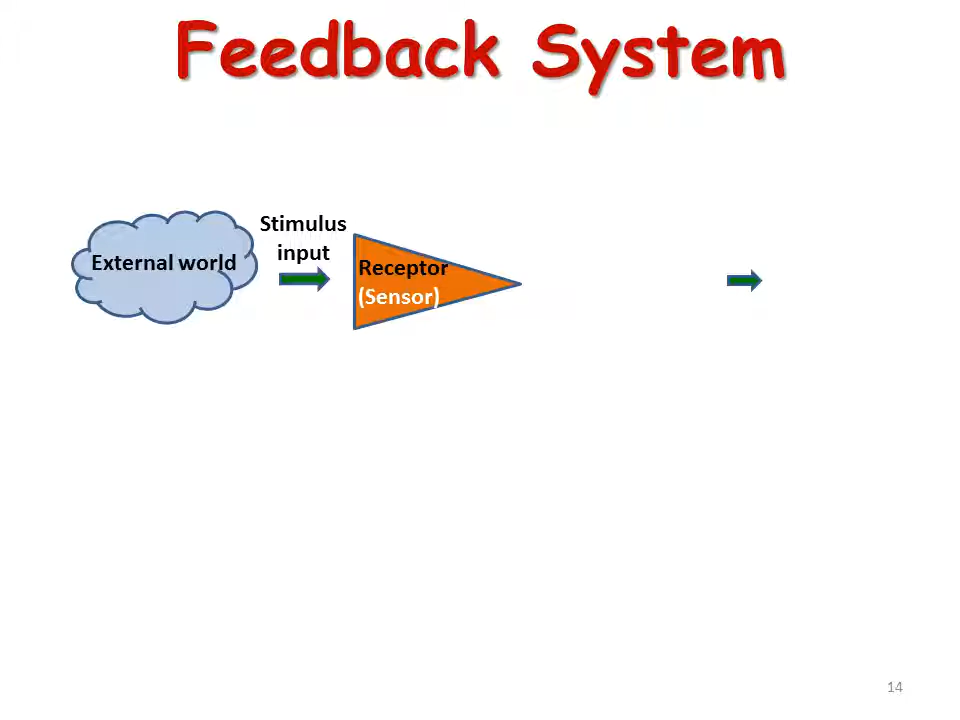 Feedback System
Stimulus
input
External world
Receptor
(Sensor)
14